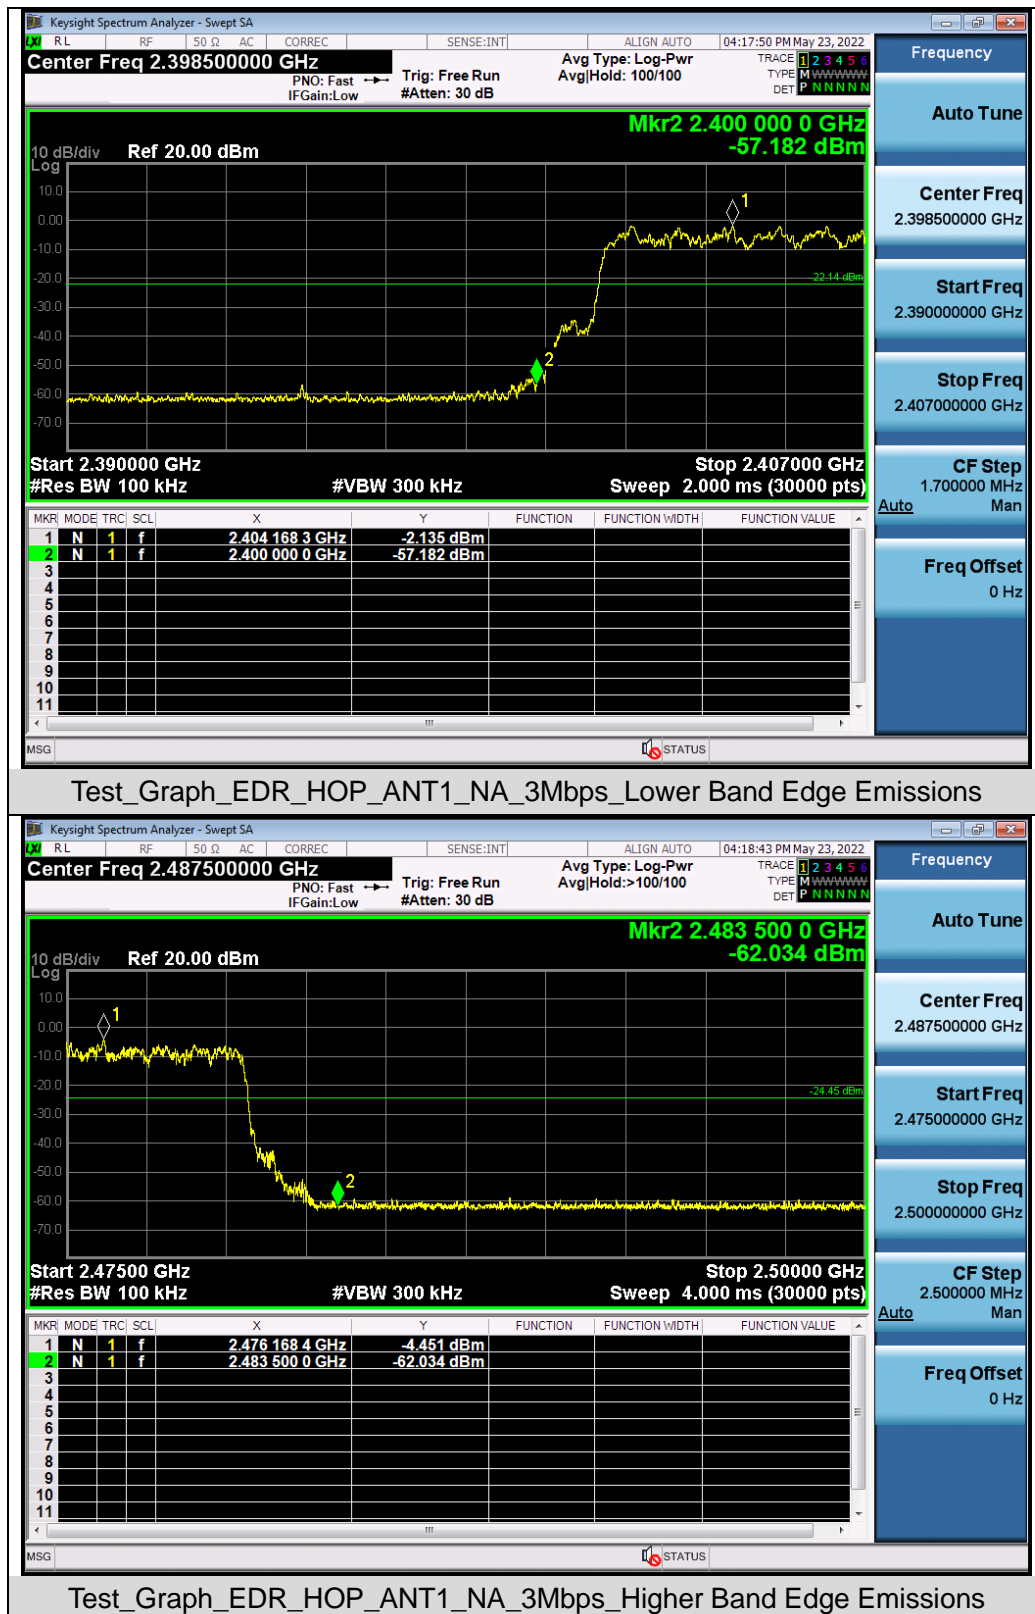 Keysight Spectrum Analyzer - Swept SA
LXI RL RF 50 Ω AC CORREC SENSE:INT ALIGN AUTO 04:17:50 PM May 23, 2022
Center Freq 2.398500000 GHz
PNO: Fast
IFGain:Low
Trig: Free Run
#Atten: 30 dB
Avg Type: Log-Pwr
Avg|Hold: 100/100
TRACE 1 2 3 4 5 6
TYPE M WWWWW
DET P N N N N N
Mkr2 2.400 000 0 GHz
-57.182 dBm
10 dB/div Ref 20.00 dBm
Log
10.0
0.00
-10.0
-20.0
-30.0
-40.0
-50.0
-60.0
-70.0
1
-22.14 dBm
2
Start 2.390000 GHz Stop 2.407000 GHz
#Res BW 100 kHz #VBW 300 kHz Sweep 2.000 ms (30000 pts)
MKR MODE TRC SCL X Y FUNCTION FUNCTION WIDTH FUNCTION VALUE
1 N 1 f 2.404 168 3 GHz -2.135 dBm
2 N 1 f 2.400 000 0 GHz -57.182 dBm
3
4
5
6
7
8
9
10
11
MSG STATUS
Frequency
Auto Tune
Center Freq
2.398500000 GHz
Start Freq
2.390000000 GHz
Stop Freq
2.407000000 GHz
CF Step
1.700000 MHz
Auto Man
Freq Offset
0 Hz
Test_Graph_EDR_HOP_ANT1_NA_3Mbps_Lower Band Edge Emissions
Keysight Spectrum Analyzer - Swept SA
LXI RL RF 50 Ω AC CORREC SENSE:INT ALIGN AUTO 04:18:43 PM May 23, 2022
Center Freq 2.487500000 GHz
PNO: Fast
IFGain:Low
Trig: Free Run
#Atten: 30 dB
Avg Type: Log-Pwr
Avg|Hold:>100/100
TRACE 1 2 3 4 5 6
TYPE M WWWWW
DET P N N N N N
Mkr2 2.483 500 0 GHz
-62.034 dBm
10 dB/div Ref 20.00 dBm
Log
10.0
0.00
-10.0
-20.0
-30.0
-40.0
-50.0
-60.0
-70.0
1
-24.45 dBm
2
Start 2.47500 GHz Stop 2.50000 GHz
#Res BW 100 kHz #VBW 300 kHz Sweep 4.000 ms (30000 pts)
MKR MODE TRC SCL X Y FUNCTION FUNCTION WIDTH FUNCTION VALUE
1 N 1 f 2.476 168 4 GHz -4.451 dBm
2 N 1 f 2.483 500 0 GHz -62.034 dBm
3
4
5
6
7
8
9
10
11
MSG STATUS
Frequency
Auto Tune
Center Freq
2.487500000 GHz
Start Freq
2.475000000 GHz
Stop Freq
2.500000000 GHz
CF Step
2.500000 MHz
Auto Man
Freq Offset
0 Hz
Test_Graph_EDR_HOP_ANT1_NA_3Mbps_Higher Band Edge Emissions